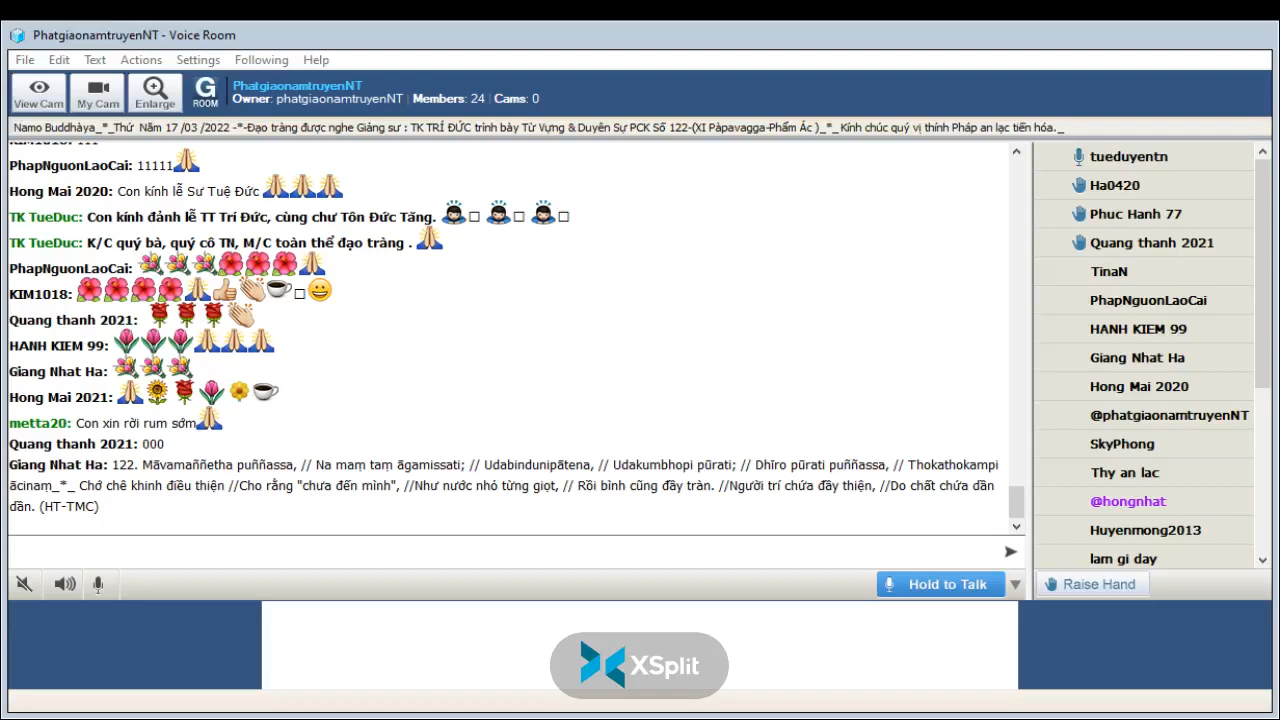 PhatgiaonamtruyenNT - Voice Room
File Edit Text Actions Settings Following Help
View Cam
My Cam
Enlarge
G
ROOM
PhatgiaonamtruyenNT
Owner: phatgiaonamtruyenNT | Members: 24 | Cams: 0
Namo Buddhàya_*_Thứ Năm 17 /03 /2022 -*-Đạo tràng được nghe Giảng sư : TK TRÍ ĐỨC trình bày Từ Vựng & Duyên Sự PCK Số 122-(XI Pàpavagga-Phẩm Ác )_*_ Kính chúc quý vị thính Pháp an lạc tiến hóa._
KIM1018: 111
PhapNguonLaoCai: 11111
Hong Mai 2020: Con kính lễ Sư Tuệ Đức
TK TueDuc: Con kính đảnh lễ TT Trí Đức, cùng chư Tôn Đức Tăng.
TK TueDuc: K/C quý bà, quý cô TN, M/C toàn thể đạo tràng .
PhapNguonLaoCai:
KIM1018:
Quang thanh 2021:
HANH KIEM 99:
Giang Nhat Ha:
Hong Mai 2021:
metta20: Con xin rời rum sớm
Quang thanh 2021: 000
Giang Nhat Ha: 122. Māvamaññetha puññassa, // Na maṃ taṃ āgamissati; // Udabindunipātena, // Udakumbhopi pūrati; // Dhīro pūrati puññassa, // Thokathokampi
ācinaṃ_*_ Chớ chê khinh điều thiện //Cho rằng "chưa đến mình", //Như nước nhỏ từng giọt, // Rồi bình cũng đầy tràn. //Người trí chứa đầy thiện, //Do chất chứa dần
dần. (HT-TMC)
tueduyentn
Ha0420
Phuc Hanh 77
Quang thanh 2021
TinaN
PhapNguonLaoCai
HANH KIEM 99
Giang Nhat Ha
Hong Mai 2020
@phatgiaonamtruyenNT
SkyPhong
Thy an lac
@hongnhat
Huyenmong2013
lam gi day
Hold to Talk
Raise Hand
XSplit